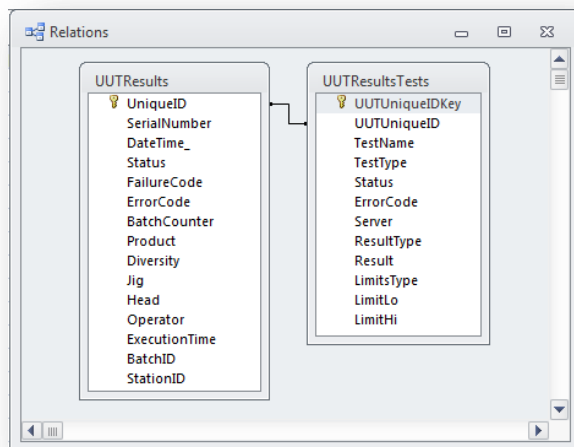 Relations
UUTResults
UniqueID
SerialNumber
DateTime_
Status
FailureCode
ErrorCode
BatchCounter
Product
Diversity
Jig
Head
Operator
ExecutionTime
BatchID
StationID
UUTResultsTests
UUTUniqueIDKey
UUTUniqueID
TestName
TestType
Status
ErrorCode
Server
ResultType
Result
LimitsType
LimitLo
LimitHi